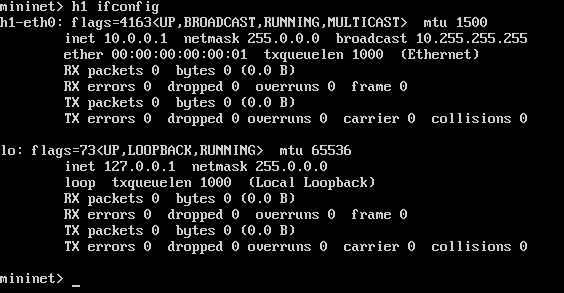 mininet> h1 ifconfig
h1-eth0: flags=4163<UP,BROADCAST,RUNNING,MULTICAST>  mtu 1500
        inet 10.0.0.1  netmask 255.0.0.0  broadcast 10.255.255.255
        ether 00:00:00:00:00:01  txqueuelen 1000  (Ethernet)
        RX packets 0  bytes 0 (0.0 B)
        RX errors 0  dropped 0  overruns 0  frame 0
        TX packets 0  bytes 0 (0.0 B)
        TX errors 0  dropped 0 overruns 0  carrier 0  collisions 0

lo: flags=73<UP,LOOPBACK,RUNNING>  mtu 65536
        inet 127.0.0.1  netmask 255.0.0.0
        loop  txqueuelen 1000  (Local Loopback)
        RX packets 0  bytes 0 (0.0 B)
        RX errors 0  dropped 0  overruns 0  frame 0
        TX packets 0  bytes 0 (0.0 B)
        TX errors 0  dropped 0 overruns 0  carrier 0  collisions 0

mininet> _